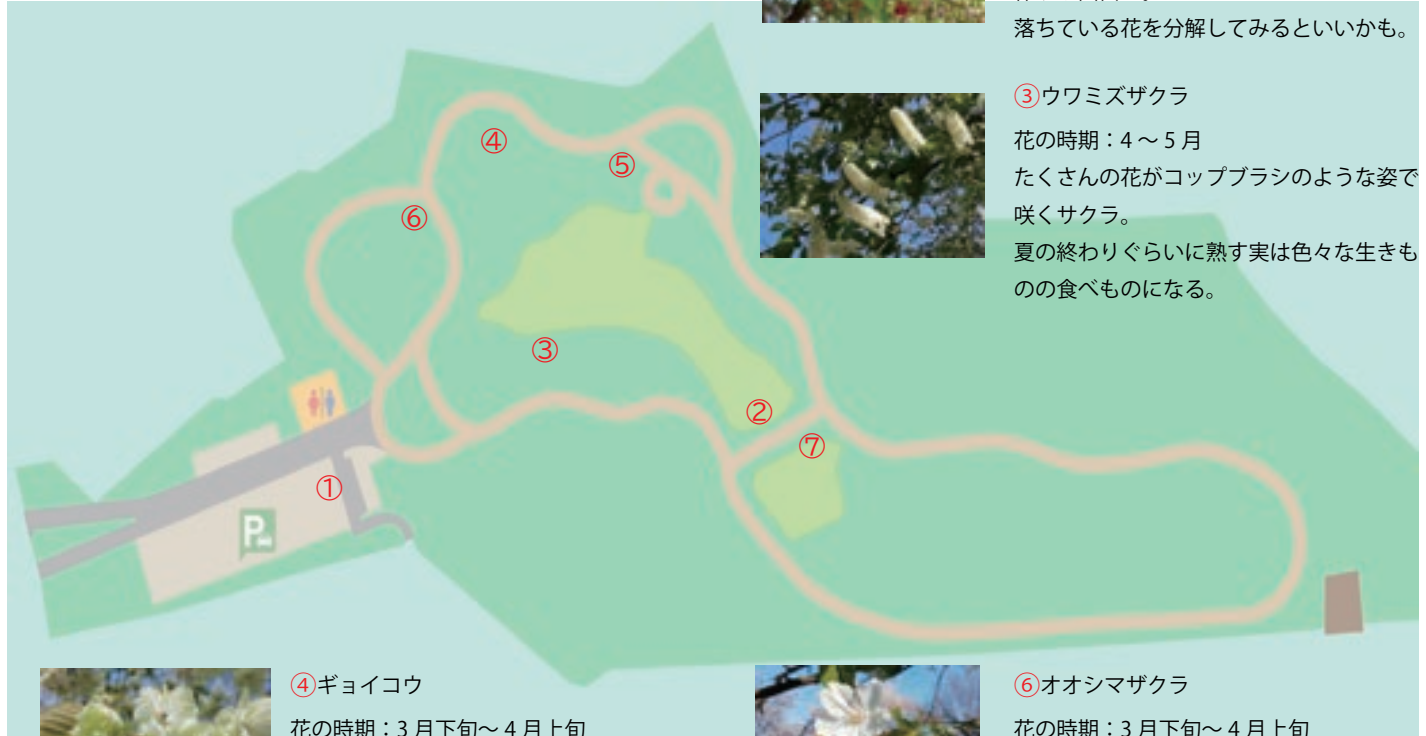 落ちている花を分解してみるといいかも。
③ウワミズザクラ
花の時期：4～5月
たくさんの花がコップブラシのような姿で
咲くサクラ。
夏の終わりぐらいに熟す実は色々な生きも
のの食べものになる。
④
⑤
⑥
③
②
⑦
①
P
④ギョイコウ
花の時期：3月下旬～4月上旬
⑥オオシマザクラ
花の時期：3月下旬～4月上旬